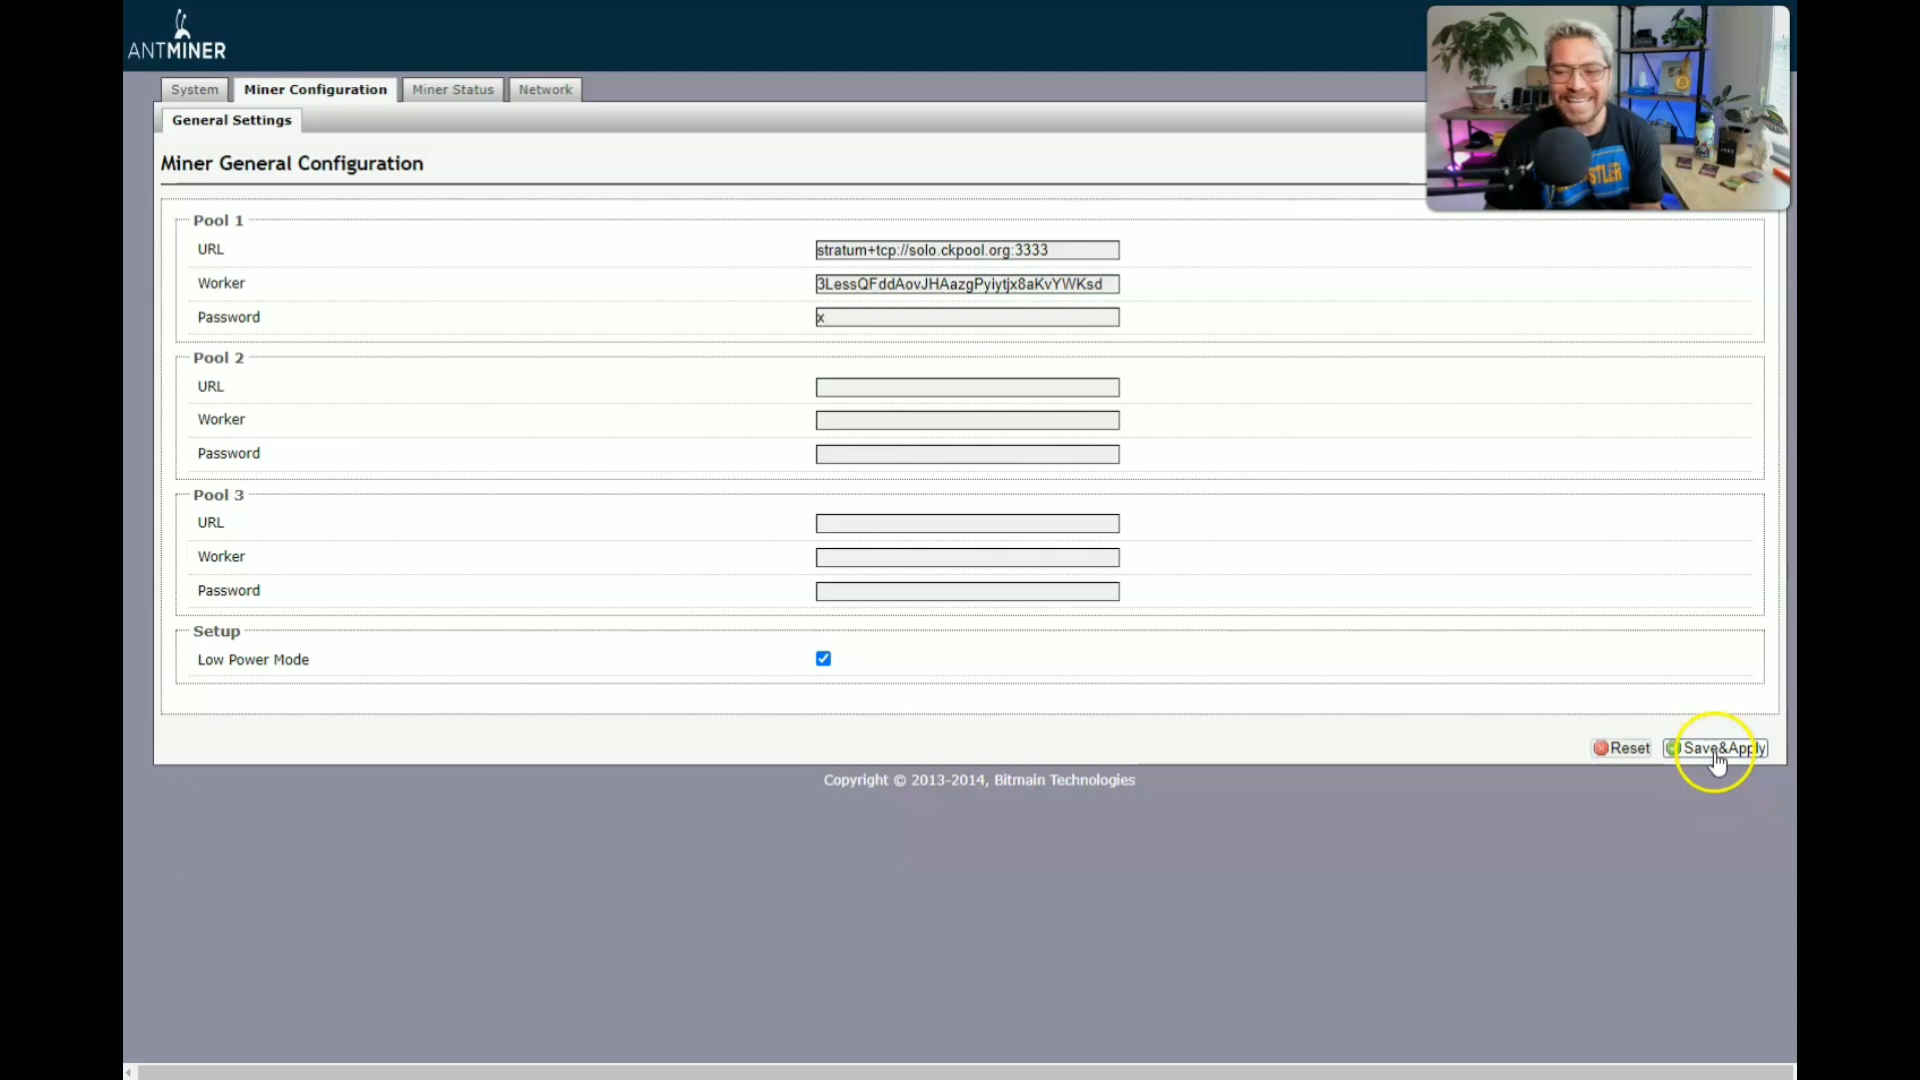 ANTMINER
System
Miner Configuration
Miner Status
Network
General Settings
Miner General Configuration
Pool 1
URL
stratum+tcp://solo.ckpool.org:3333
Worker
3LessQFddAovJHAazgPyiytjx8aKvYWKsd
Password
x
Pool 2
URL
Worker
Password
Pool 3
URL
Worker
Password
Setup
Low Power Mode
Reset
Save&Apply
Copyright © 2013-2014, Bitmain Technologies